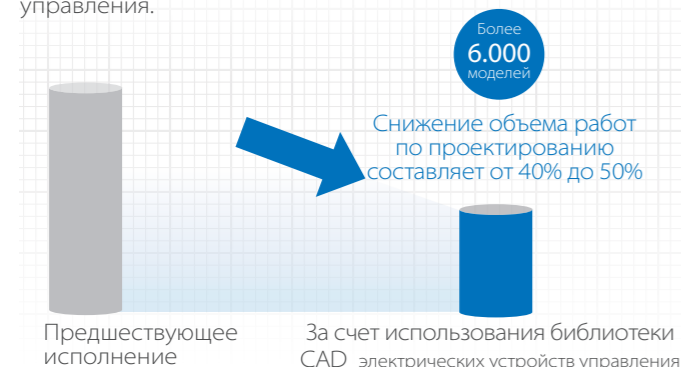 управления.
Более
6.000
моделей
Снижение объема работ
по проектированию
составляет от 40% до 50%
Предшествующее
исполнение
За счет использования библиотеки
CAD электрических устройств управления